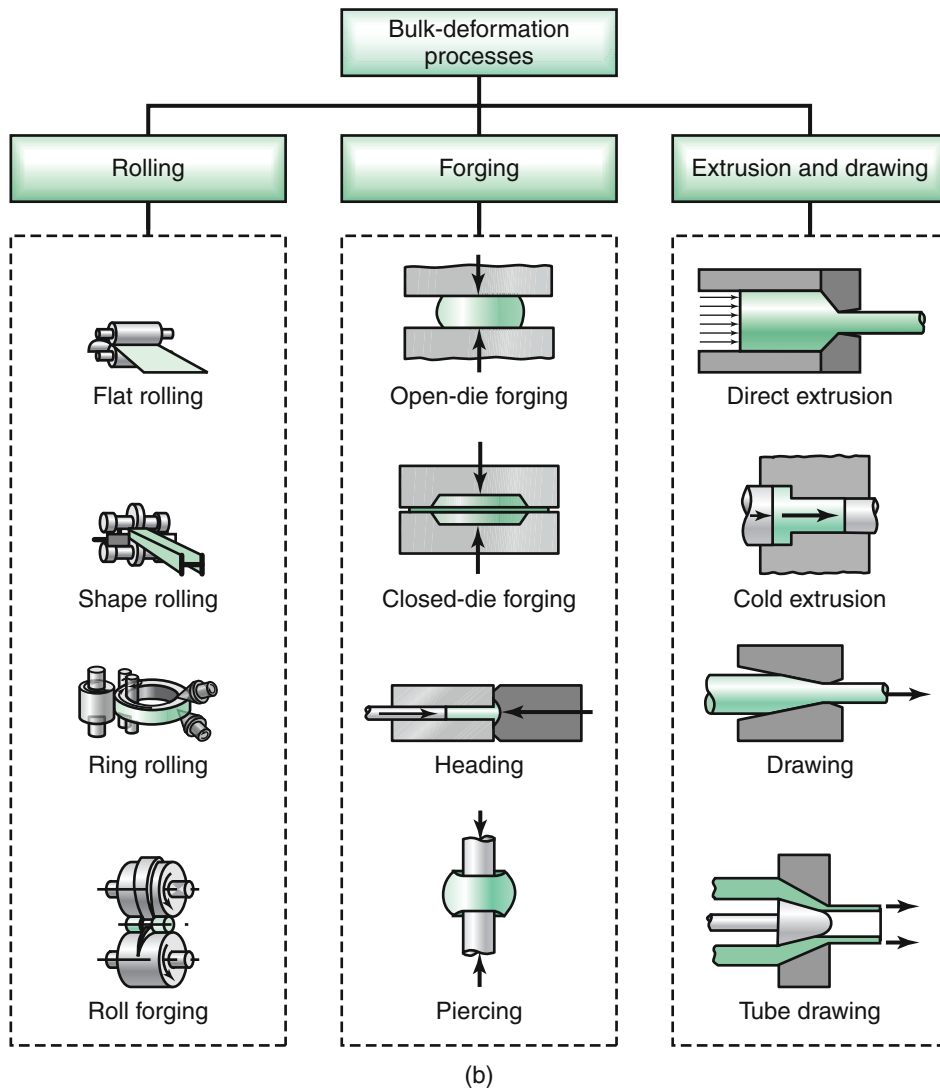 Bulk-deformation
processes
Rolling
Forging
Extrusion and drawing
Flat rolling
Open-die forging
Direct extrusion
Shape rolling
Closed-die forging
Cold extrusion
Ring rolling
Heading
Drawing
Roll forging
Piercing
Tube drawing
(b)